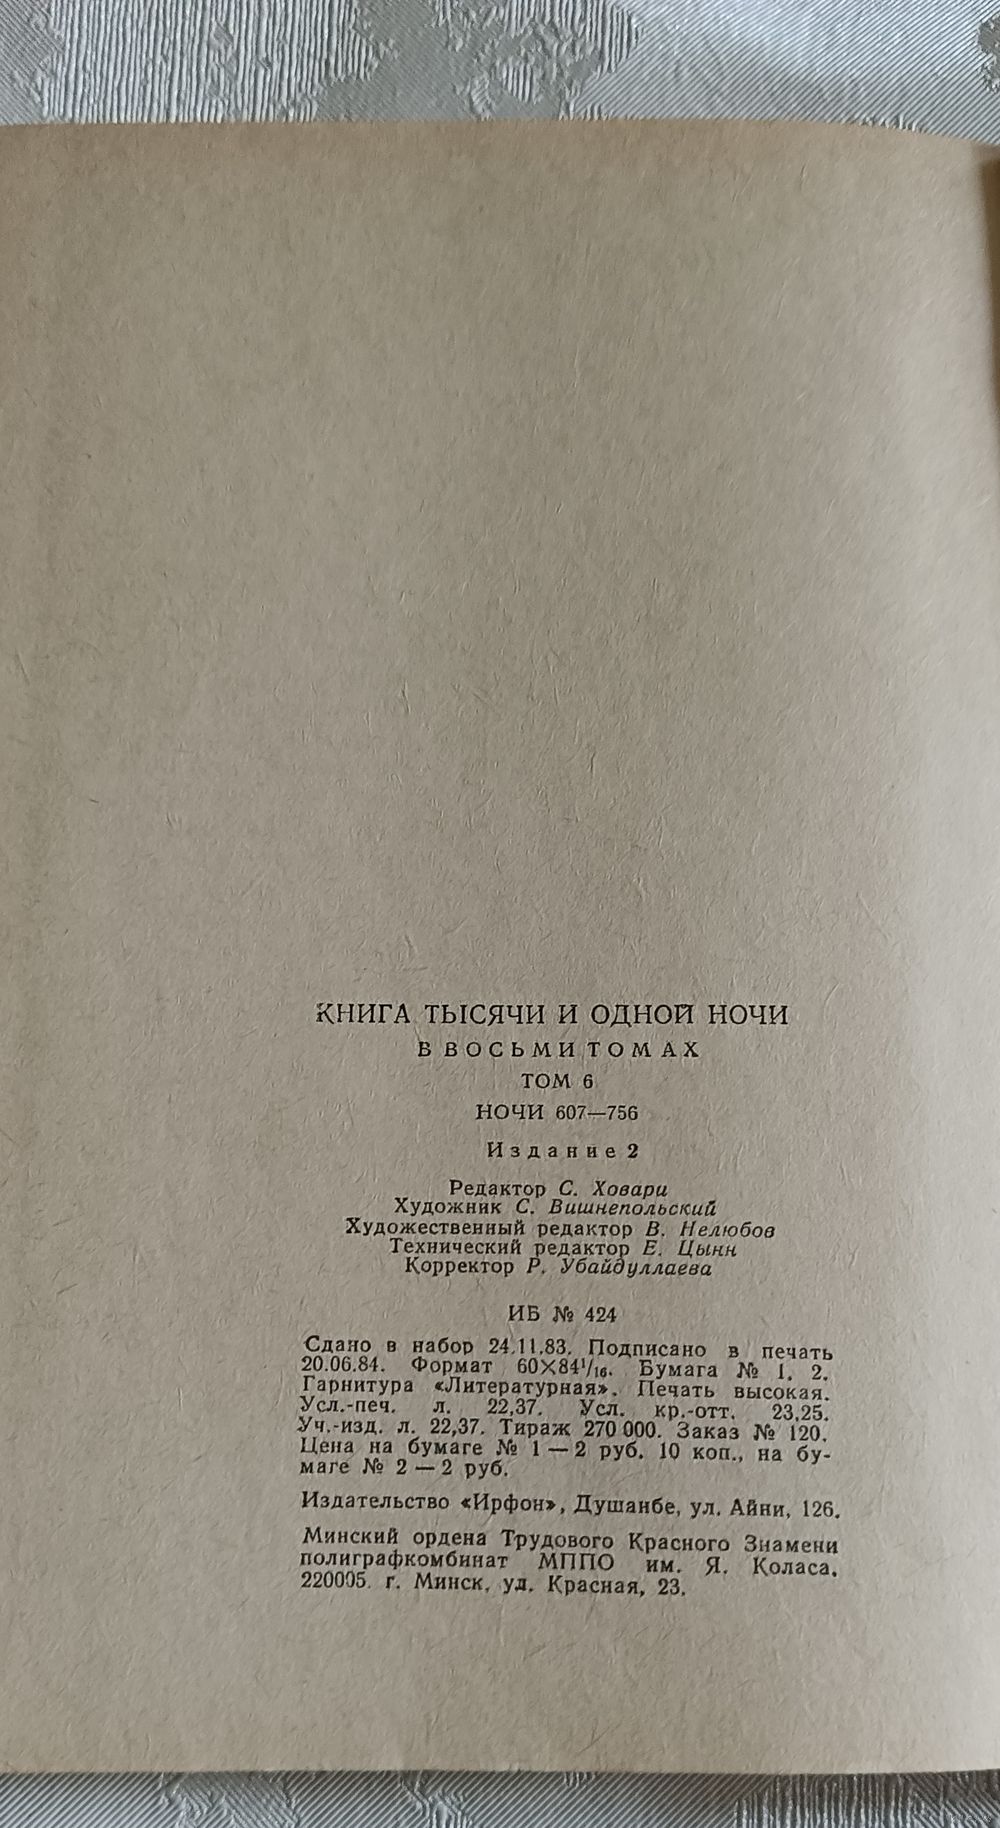 КНИГА ТЫСЯЧИ И ОДНОЙ НОЧИ
В ВОСЬМИ ТОМАХ
ТОМ 6
НОЧИ 607—756
Издание 2
Редактор С. Ховари
Художник С. Вишнепольский
Художественный редактор В. Нелюбов
Технический редактор Е. Цынн
Корректор Р. Убайдуллаева
ИБ № 424
Сдано в набор 24.11.83. Подписано в печать
20.06.84. Формат 60×84¹/₁₆. Бумага № 1. 2.
Гарнитура «Литературная». Печать высокая.
Усл.-печ. л. 22,37. Усл. кр.-отт. 23,25.
Уч.-изд. л. 22,37. Тираж 270 000. Заказ № 120.
Цена на бумаге № 1 — 2 руб. 10 коп., на бу-
маге № 2 — 2 руб.
Издательство «Ирфон», Душанбе, ул. Айни, 126.
Минский ордена Трудового Красного Знамени
полиграфкомбинат МППО им. Я. Коласа.
220005. г. Минск, ул. Красная, 23.